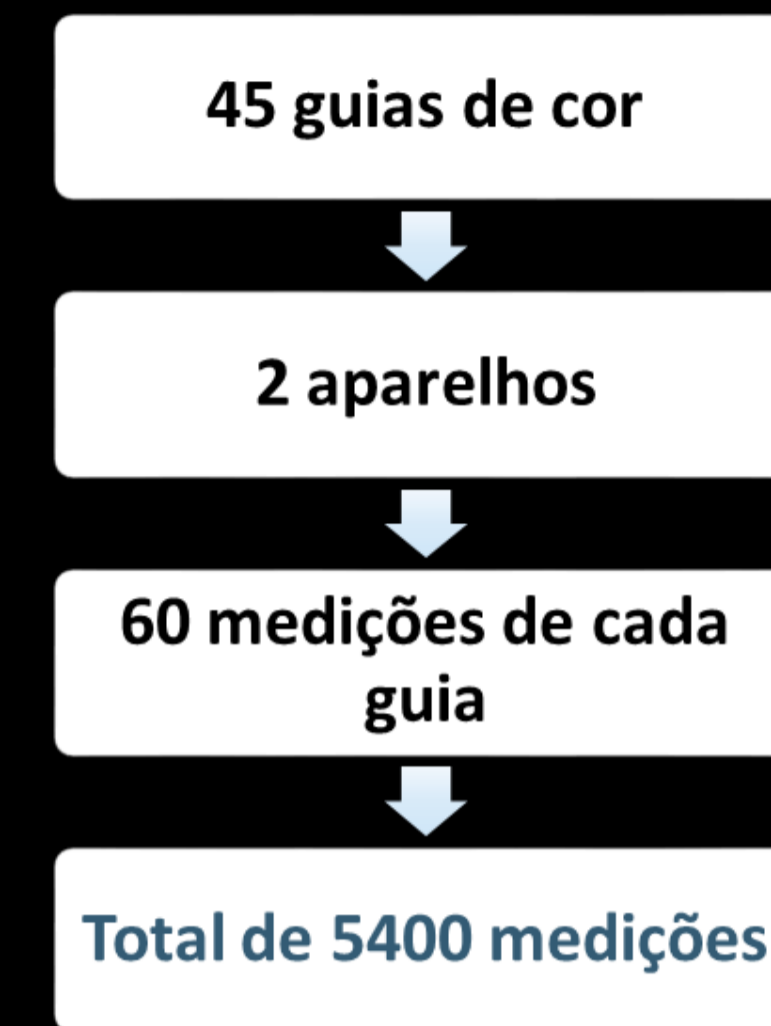 45 guias de cor
2 aparelhos
60 medições de cada
guia
Total de 5400 medições